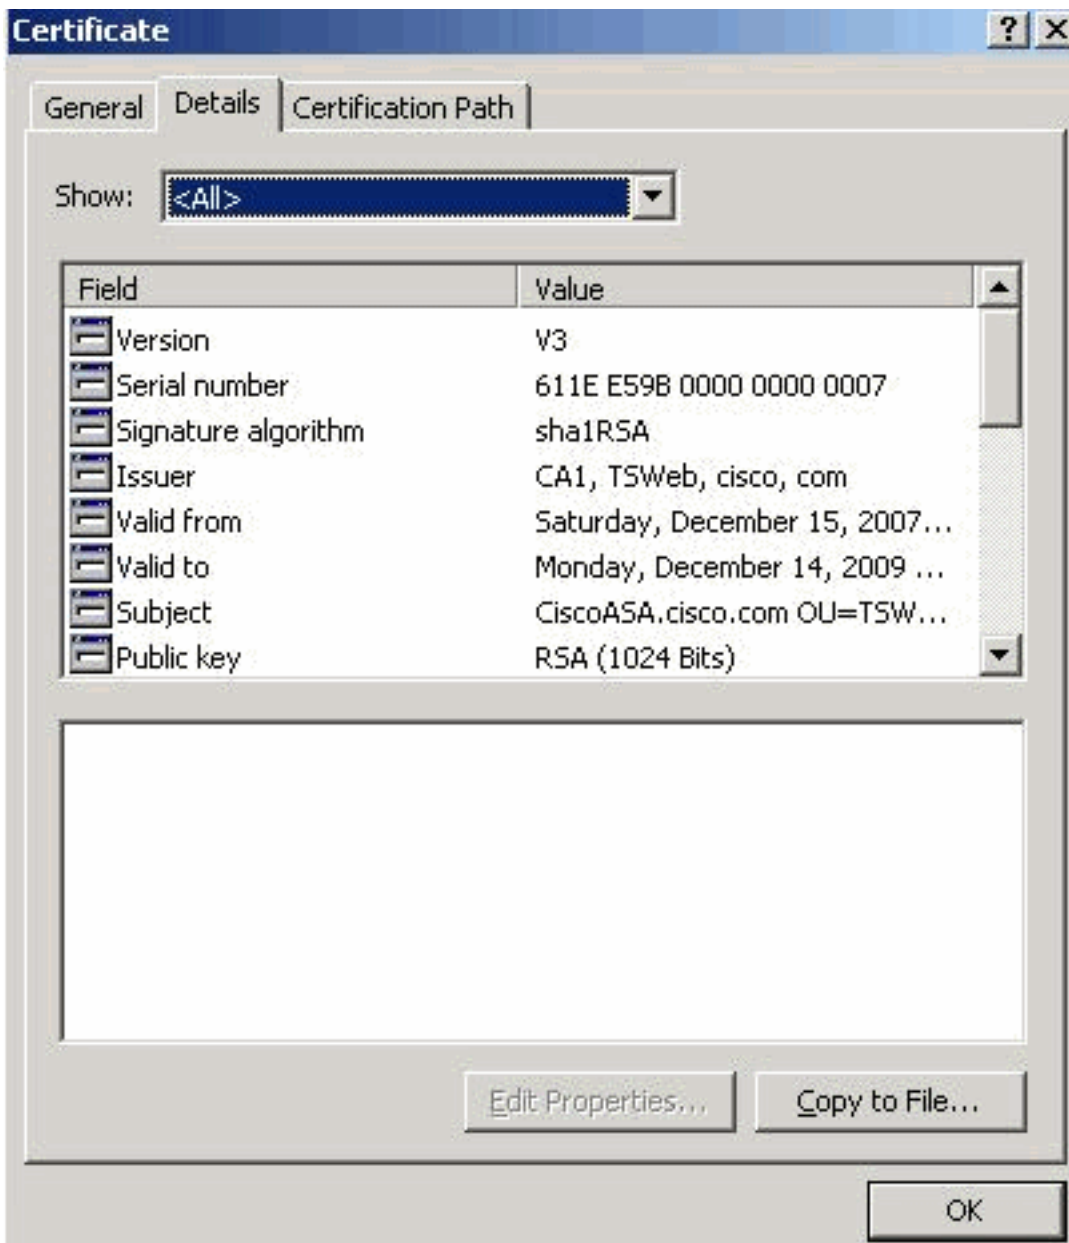 Certificate
General Details Certification Path
Show: <All>
Field Value
Version V3
Serial number 611E E59B 0000 0000 0007
Signature algorithm sha1RSA
Issuer CA1, TSWeb, cisco, com
Valid from Saturday, December 15, 2007...
Valid to Monday, December 14, 2009 ...
Subject CiscoASA.cisco.com OU=TSW...
Public key RSA (1024 Bits)
Edit Properties... Copy to File...
OK